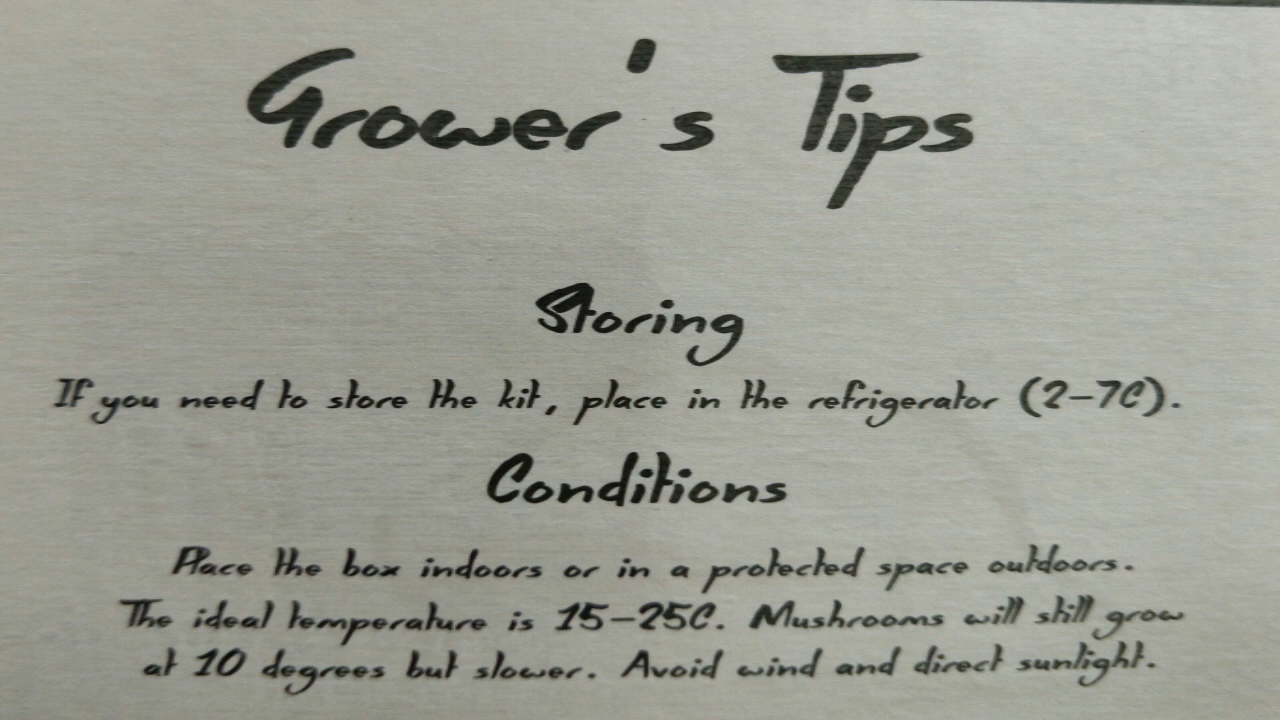 Grower's Tips
Storing
If you need to store the kit, place in the refrigerator (2-7C).
Conditions
Place the box indoors or in a protected space outdoors.
The ideal temperature is 15-25C. Mushrooms will still grow
at 10 degrees but slower. Avoid wind and direct sunlight.